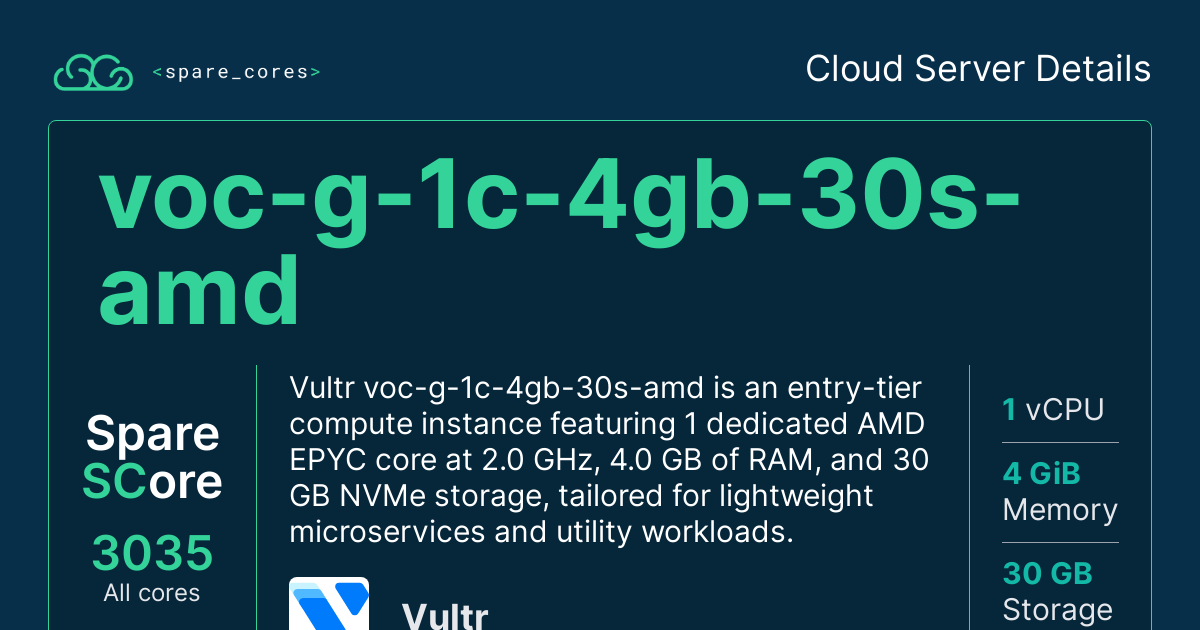 <spare_cores>
Cloud Server Details
voc-g-1c-4gb-30s-
amd
Spare
SCore
3035
All cores
Vultr voc-g-1c-4gb-30s-amd is an entry-tier
compute instance featuring 1 dedicated AMD
EPYC core at 2.0 GHz, 4.0 GB of RAM, and 30
GB NVMe storage, tailored for lightweight
microservices and utility workloads.
Vultr
1 vCPU
4 GiB
Memory
30 GB
Storage